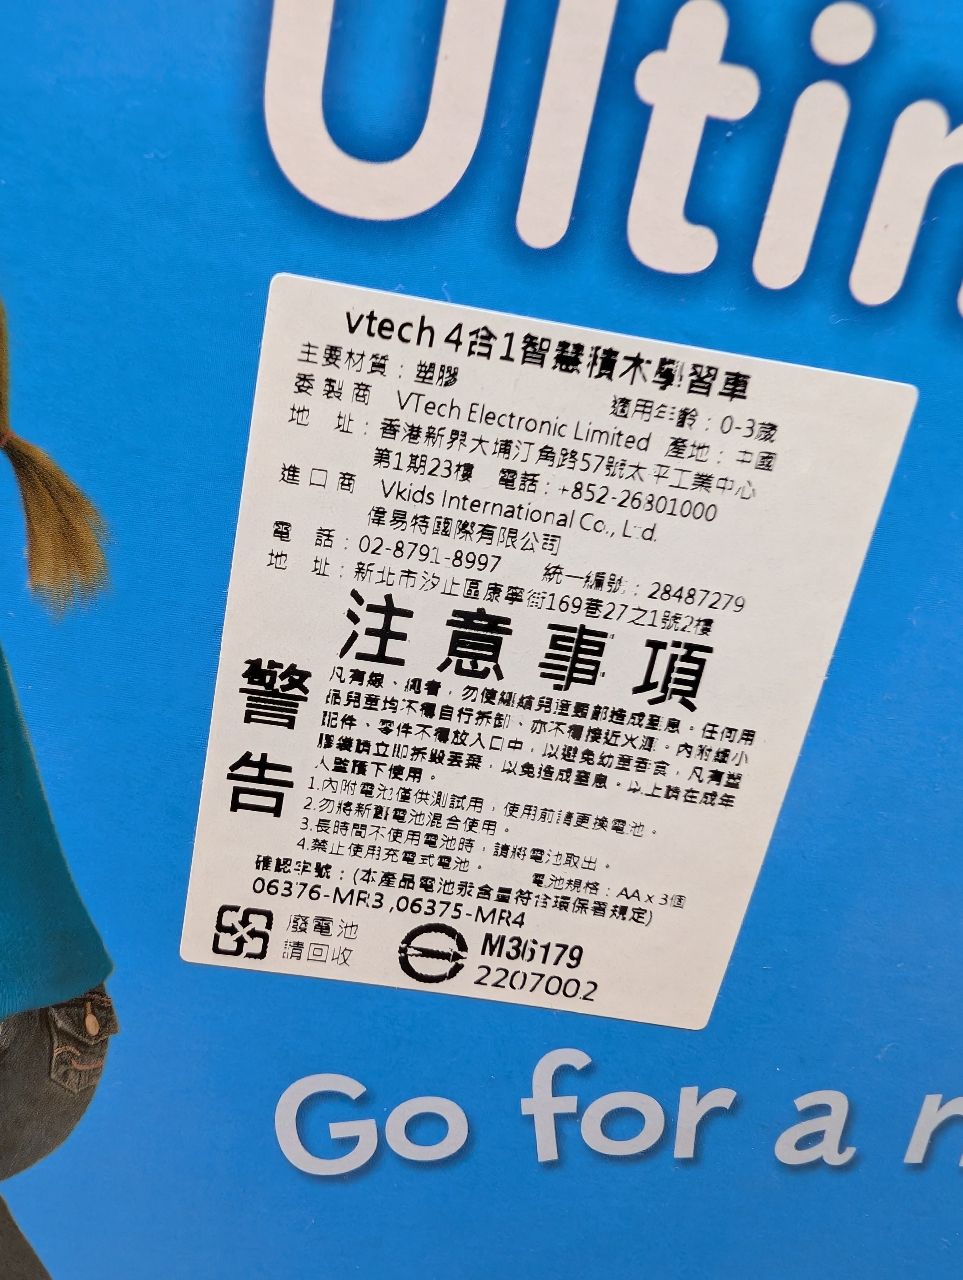 Ultim
vtech 4合1智慧積木學習車
主要材質：塑膠 適用年齡：0-3歲
委製商 VTech Electronic Limited 產地：中國
地 址：香港新界大埔汀角路57號太平工業中心
第1期23樓 電話：+852-26801000
進口商 Vkids International Co., Ltd.
偉易特國際有限公司
電 話：02-8791-8997 統一編號：28487279
地 址：新北市汐止區康寧街169巷27之1號2樓
注意事項
警告
凡有線、繩者，勿使纏繞兒童頸部造成窒息。任何用
品兒童均不得自行拆卸、亦不得接近火源。內附細小
配件、零件不得放入口中，以避免幼童吞食，凡有塑
膠袋請立即拆毀丟棄，以免造成窒息。以上請在成年
人監護下使用。
1.內附電池僅供測試用，使用前請更換電池。
2.勿將新舊電池混合使用。
3.長時間不使用電池時，請將電池取出。
4.禁止使用充電式電池。 電池規格：AA x 3個
確認字號：(本產品電池汞含量符合環保署規定)
06376-MR3 ,06375-MR4
廢電池
請回收
M36179
2207002
Go for a